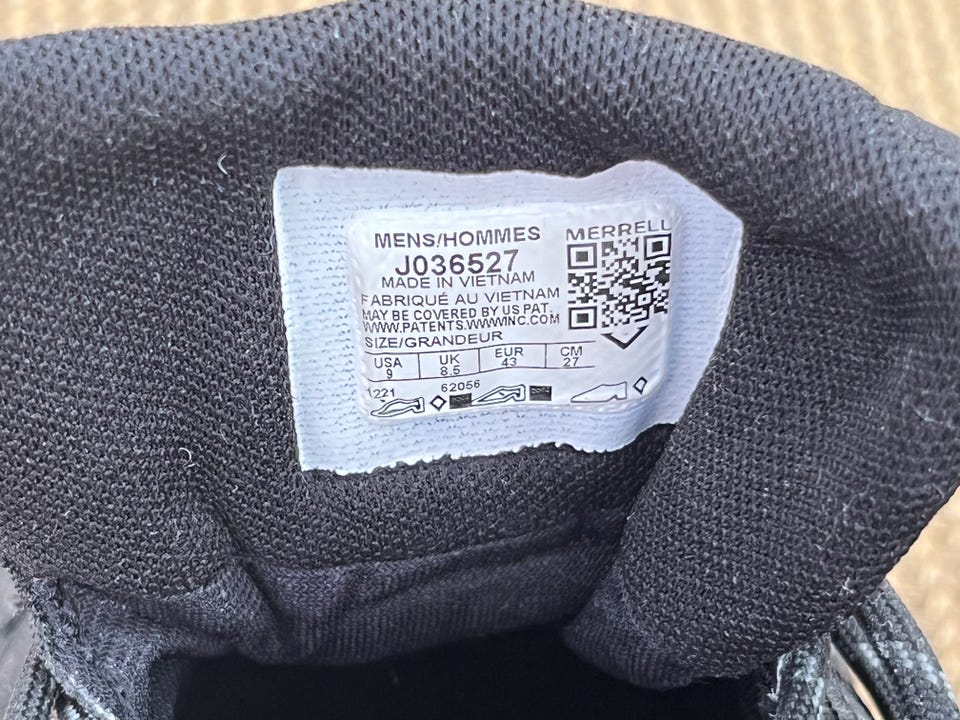 MENS/HOMMES
MERRELL
J036527
MADE IN VIETNAM
FABRIQUÉ AU VIETNAM
MAY BE COVERED BY US PAT.
WWW.PATENTS.WWWINC.COM
SIZE/GRANDEUR
USA UK EUR CM
9 8.5 43 27
1221 62056